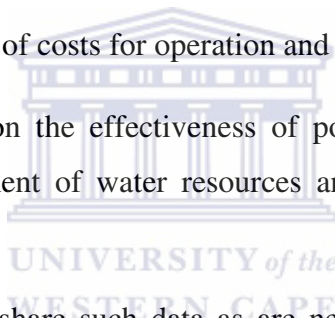 of costs for operation and
on the effectiveness of po
ent of water resources an
UNIVERSITY of the
share such data as are ne
WESTERN CAPE